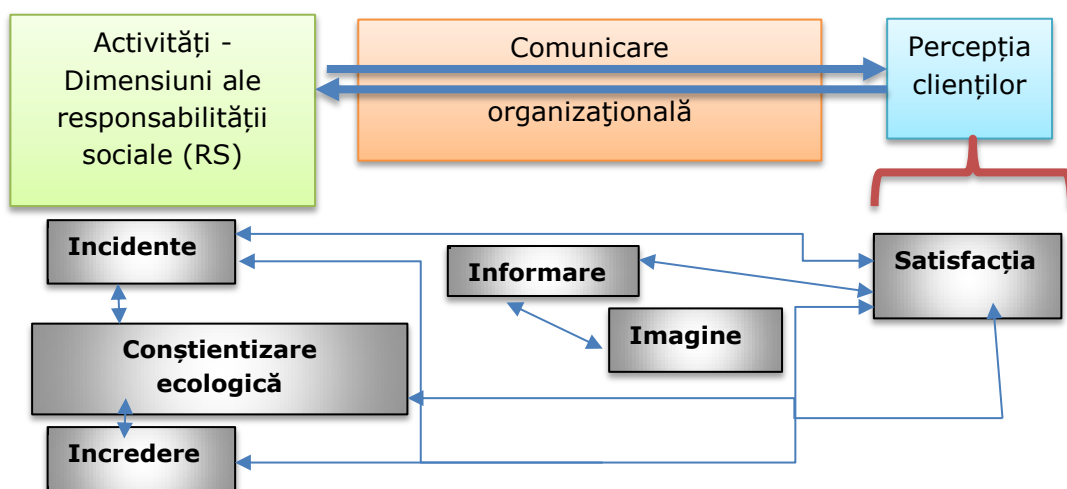 Activități -
Dimensiuni ale
responsabilității
sociale (RS)
Comunicare
organizaţională
Percepția
clienților
Incidente
Informare
Satisfacția
Imagine
Conștientizare
ecologică
Incredere